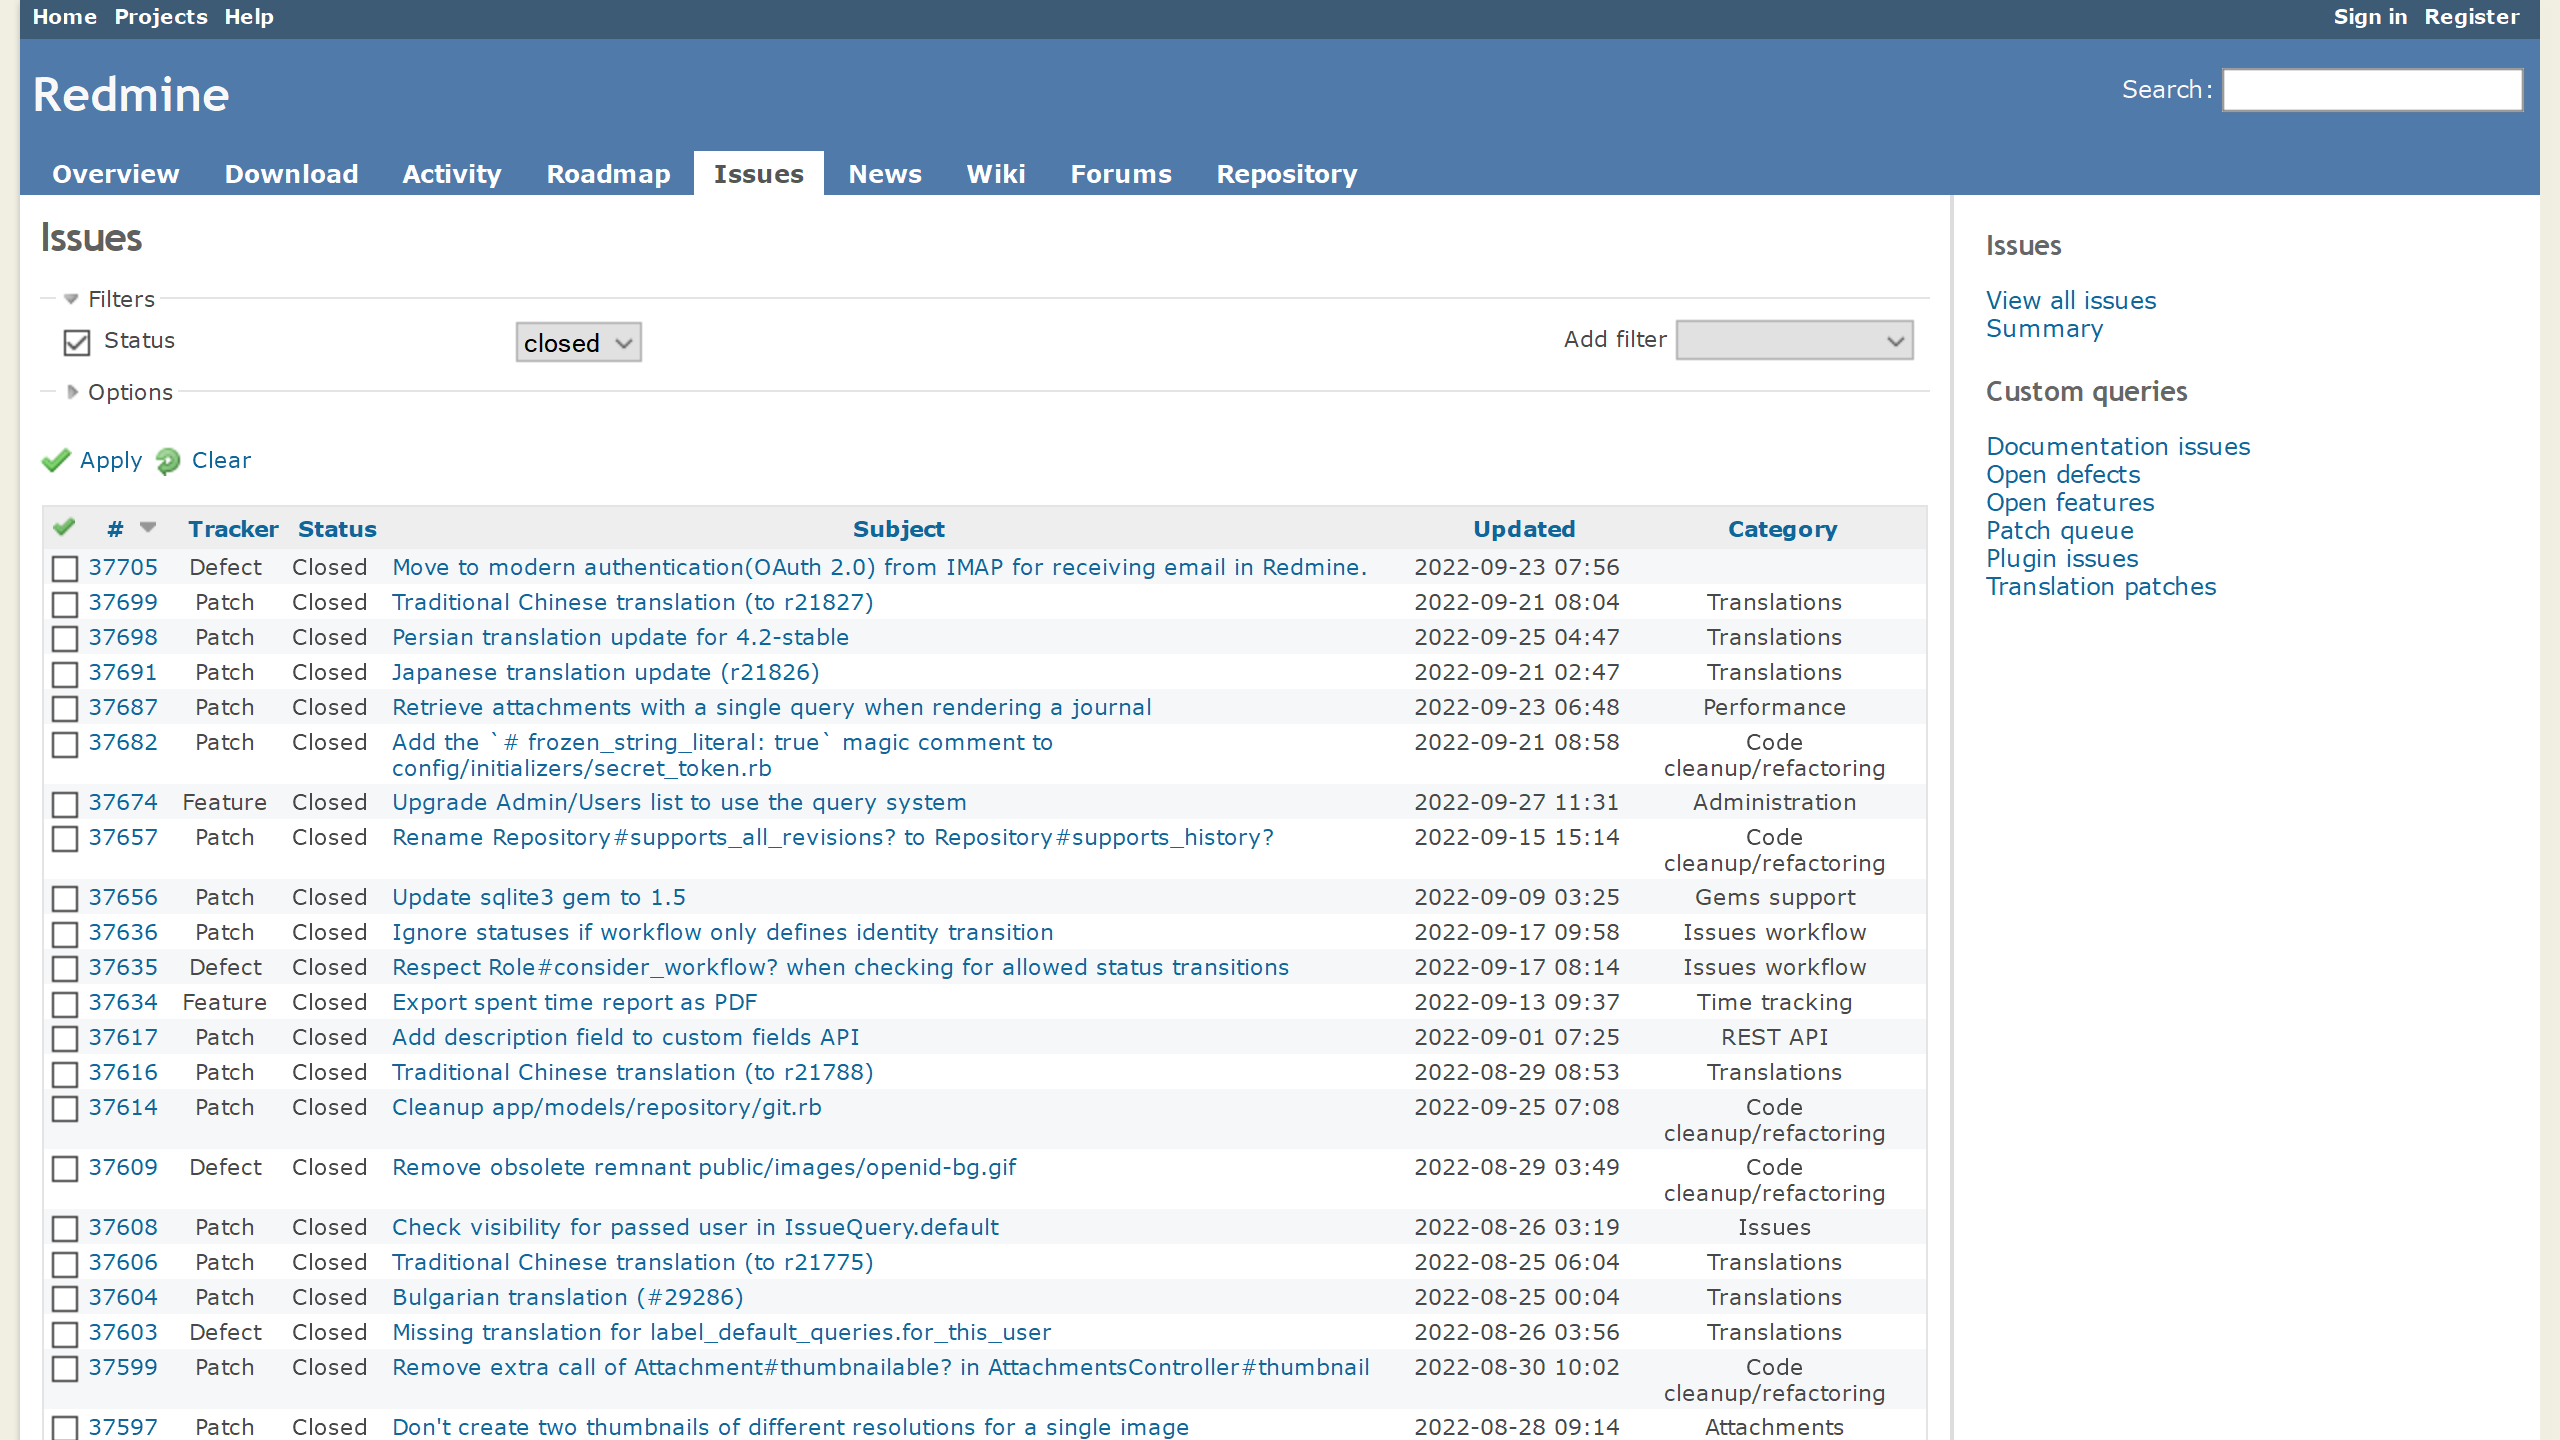 Home Projects Help Sign in Register
Redmine Search:
Overview Download Activity Roadmap Issues News Wiki Forums Repository
Issues
Filters
Status closed Add filter
Options
Apply Clear
# Tracker Status Subject Updated Category
37705 Defect Closed Move to modern authentication(OAuth 2.0) from IMAP for receiving email in Redmine. 2022-09-23 07:56
37699 Patch Closed Traditional Chinese translation (to r21827) 2022-09-21 08:04 Translations
37698 Patch Closed Persian translation update for 4.2-stable 2022-09-25 04:47 Translations
37691 Patch Closed Japanese translation update (r21826) 2022-09-21 02:47 Translations
37687 Patch Closed Retrieve attachments with a single query when rendering a journal 2022-09-23 06:48 Performance
37682 Patch Closed Add the `# frozen_string_literal: true` magic comment to 2022-09-21 08:58 Code
config/initializers/secret_token.rb cleanup/refactoring
37674 Feature Closed Upgrade Admin/Users list to use the query system 2022-09-27 11:31 Administration
37657 Patch Closed Rename Repository#supports_all_revisions? to Repository#supports_history? 2022-09-15 15:14 Code
cleanup/refactoring
37656 Patch Closed Update sqlite3 gem to 1.5 2022-09-09 03:25 Gems support
37636 Patch Closed Ignore statuses if workflow only defines identity transition 2022-09-17 09:58 Issues workflow
37635 Defect Closed Respect Role#consider_workflow? when checking for allowed status transitions 2022-09-17 08:14 Issues workflow
37634 Feature Closed Export spent time report as PDF 2022-09-13 09:37 Time tracking
37617 Patch Closed Add description field to custom fields API 2022-09-01 07:25 REST API
37616 Patch Closed Traditional Chinese translation (to r21788) 2022-08-29 08:53 Translations
37614 Patch Closed Cleanup app/models/repository/git.rb 2022-09-25 07:08 Code
cleanup/refactoring
37609 Defect Closed Remove obsolete remnant public/images/openid-bg.gif 2022-08-29 03:49 Code
cleanup/refactoring
37608 Patch Closed Check visibility for passed user in IssueQuery.default 2022-08-26 03:19 Issues
37606 Patch Closed Traditional Chinese translation (to r21775) 2022-08-25 06:04 Translations
37604 Patch Closed Bulgarian translation (#29286) 2022-08-25 00:04 Translations
37603 Defect Closed Missing translation for label_default_queries.for_this_user 2022-08-26 03:56 Translations
37599 Patch Closed Remove extra call of Attachment#thumbnailable? in AttachmentsController#thumbnail 2022-08-30 10:02 Code
cleanup/refactoring
37597 Patch Closed Don't create two thumbnails of different resolutions for a single image 2022-08-28 09:14 Attachments
Issues
View all issues
Summary
Custom queries
Documentation issues
Open defects
Open features
Patch queue
Plugin issues
Translation patches